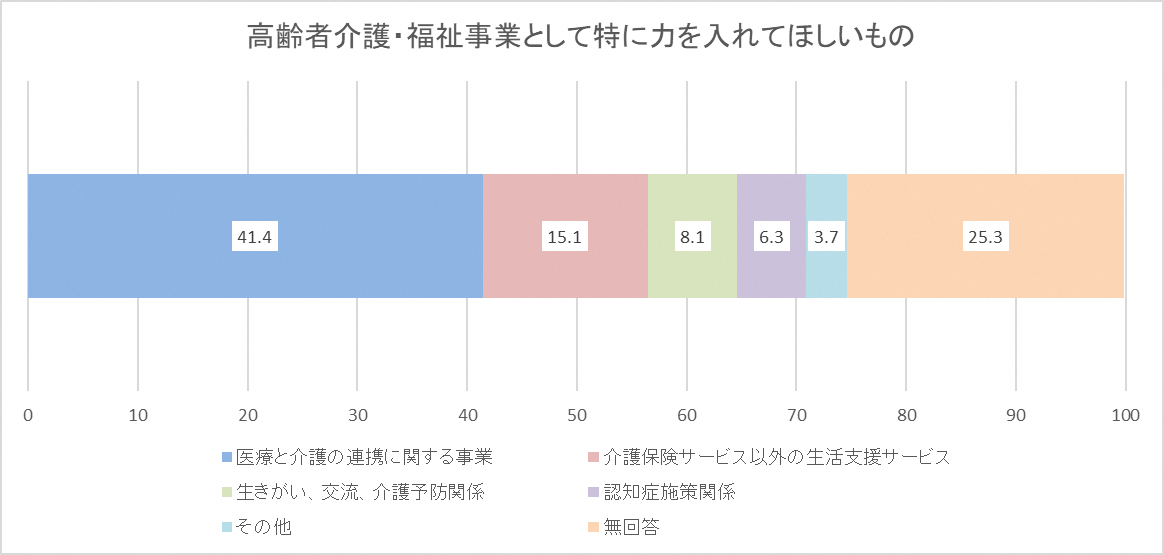 高齢者介護・福祉事業として特に力を入れてほしいもの
41.4 15.1 8.1 6.3 3.7 25.3
0 10 20 30 40 50 60 70 80 90 100
医療と介護の連携に関する事業 介護保険サービス以外の生活支援サービス
生きがい、交流、介護予防関係 認知症施策関係
その他 無回答